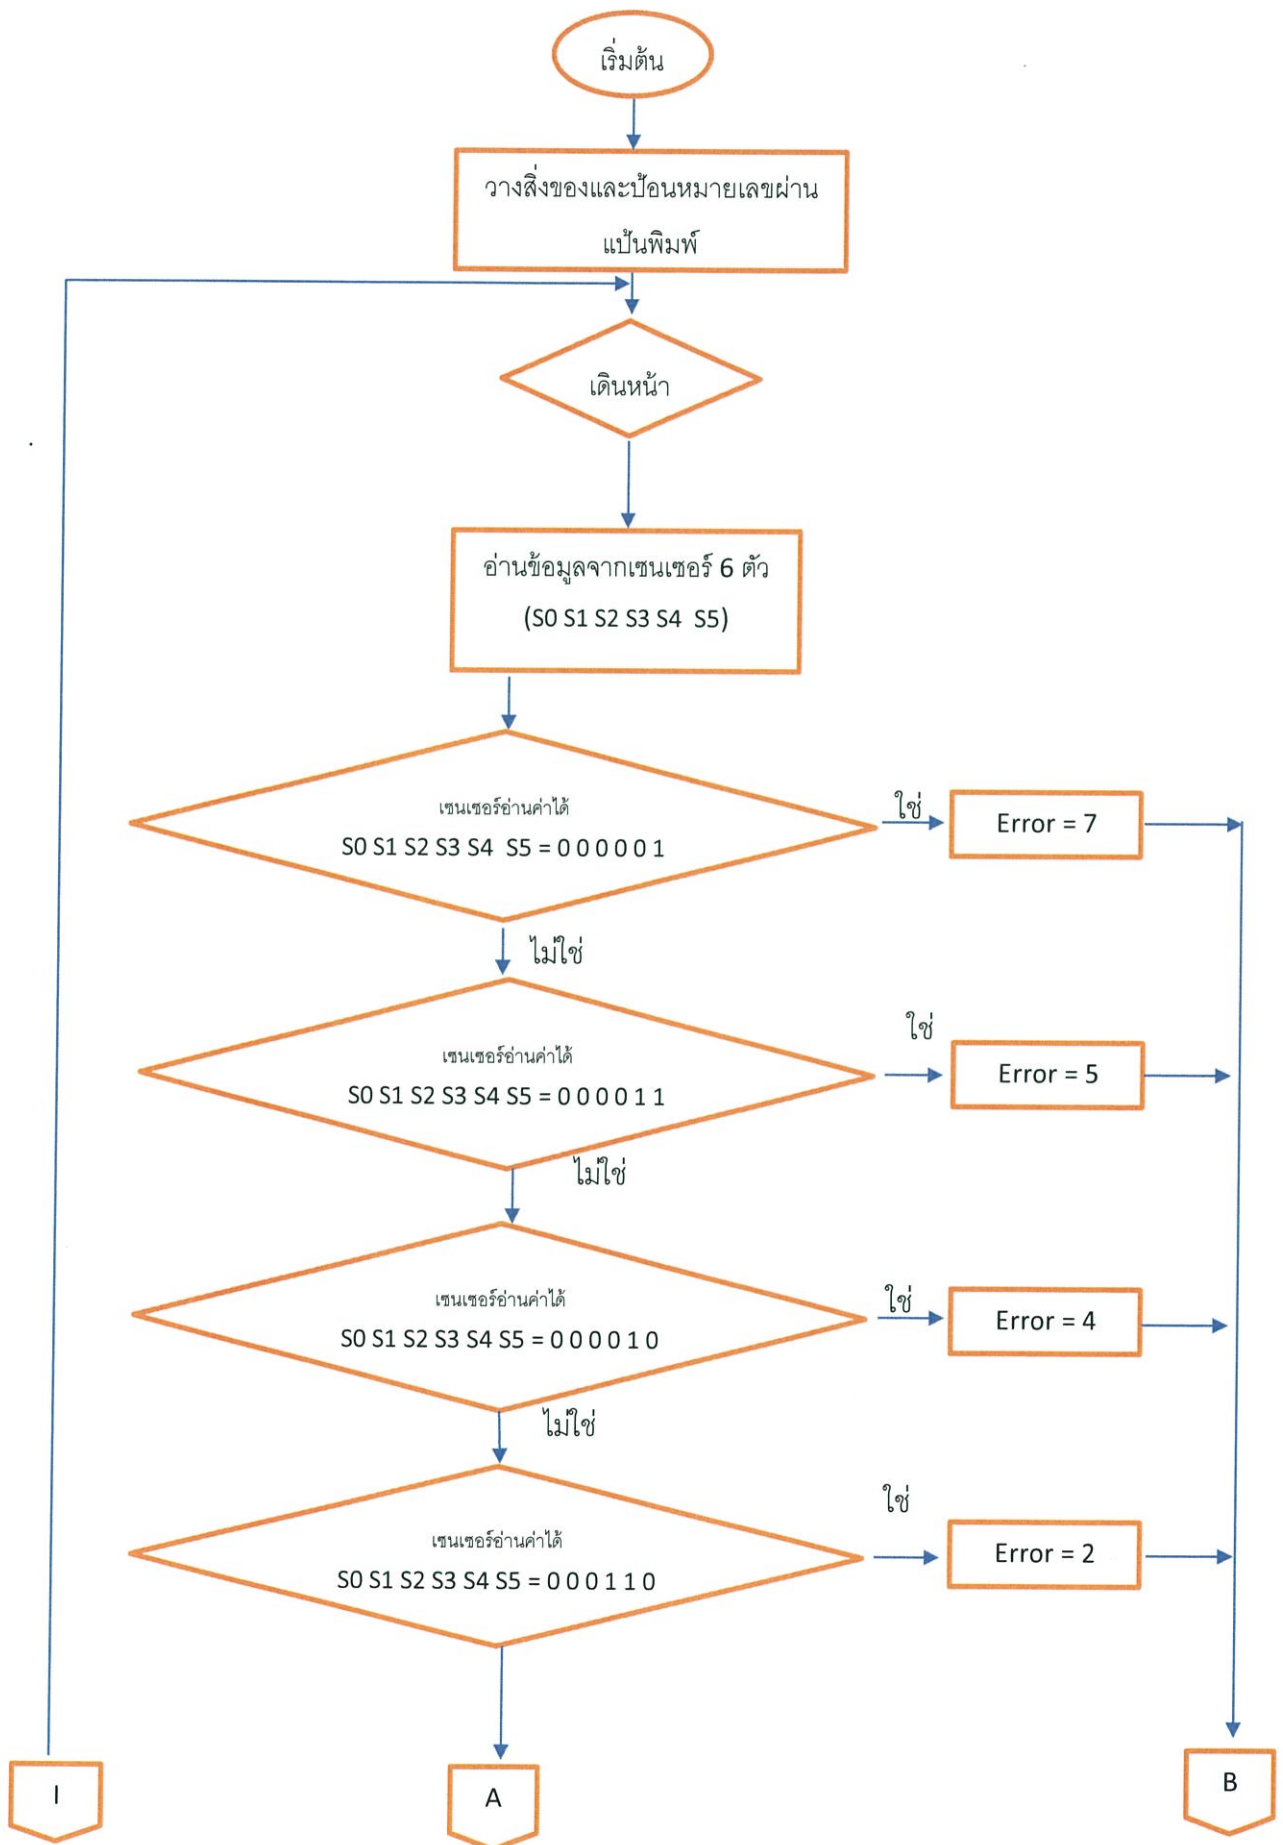 เริ่มต้น
วางสิ่งของและป้อนหมายเลขผ่าน
แป้นพิมพ์
เดินหน้า
อ่านข้อมูลจากเซนเซอร์ 6 ตัว
(S0 S1 S2 S3 S4 S5)
เซนเซอร์อ่านค่าได้
S0 S1 S2 S3 S4 S5 = 0 0 0 0 0 1
ใช่
Error = 7
ไม่ใช่
เซนเซอร์อ่านค่าได้
S0 S1 S2 S3 S4 S5 = 0 0 0 0 1 1
ใช่
Error = 5
ไม่ใช่
เซนเซอร์อ่านค่าได้
S0 S1 S2 S3 S4 S5 = 0 0 0 0 1 0
ใช่
Error = 4
ไม่ใช่
เซนเซอร์อ่านค่าได้
S0 S1 S2 S3 S4 S5 = 0 0 0 1 1 0
ใช่
Error = 2
I
A
B